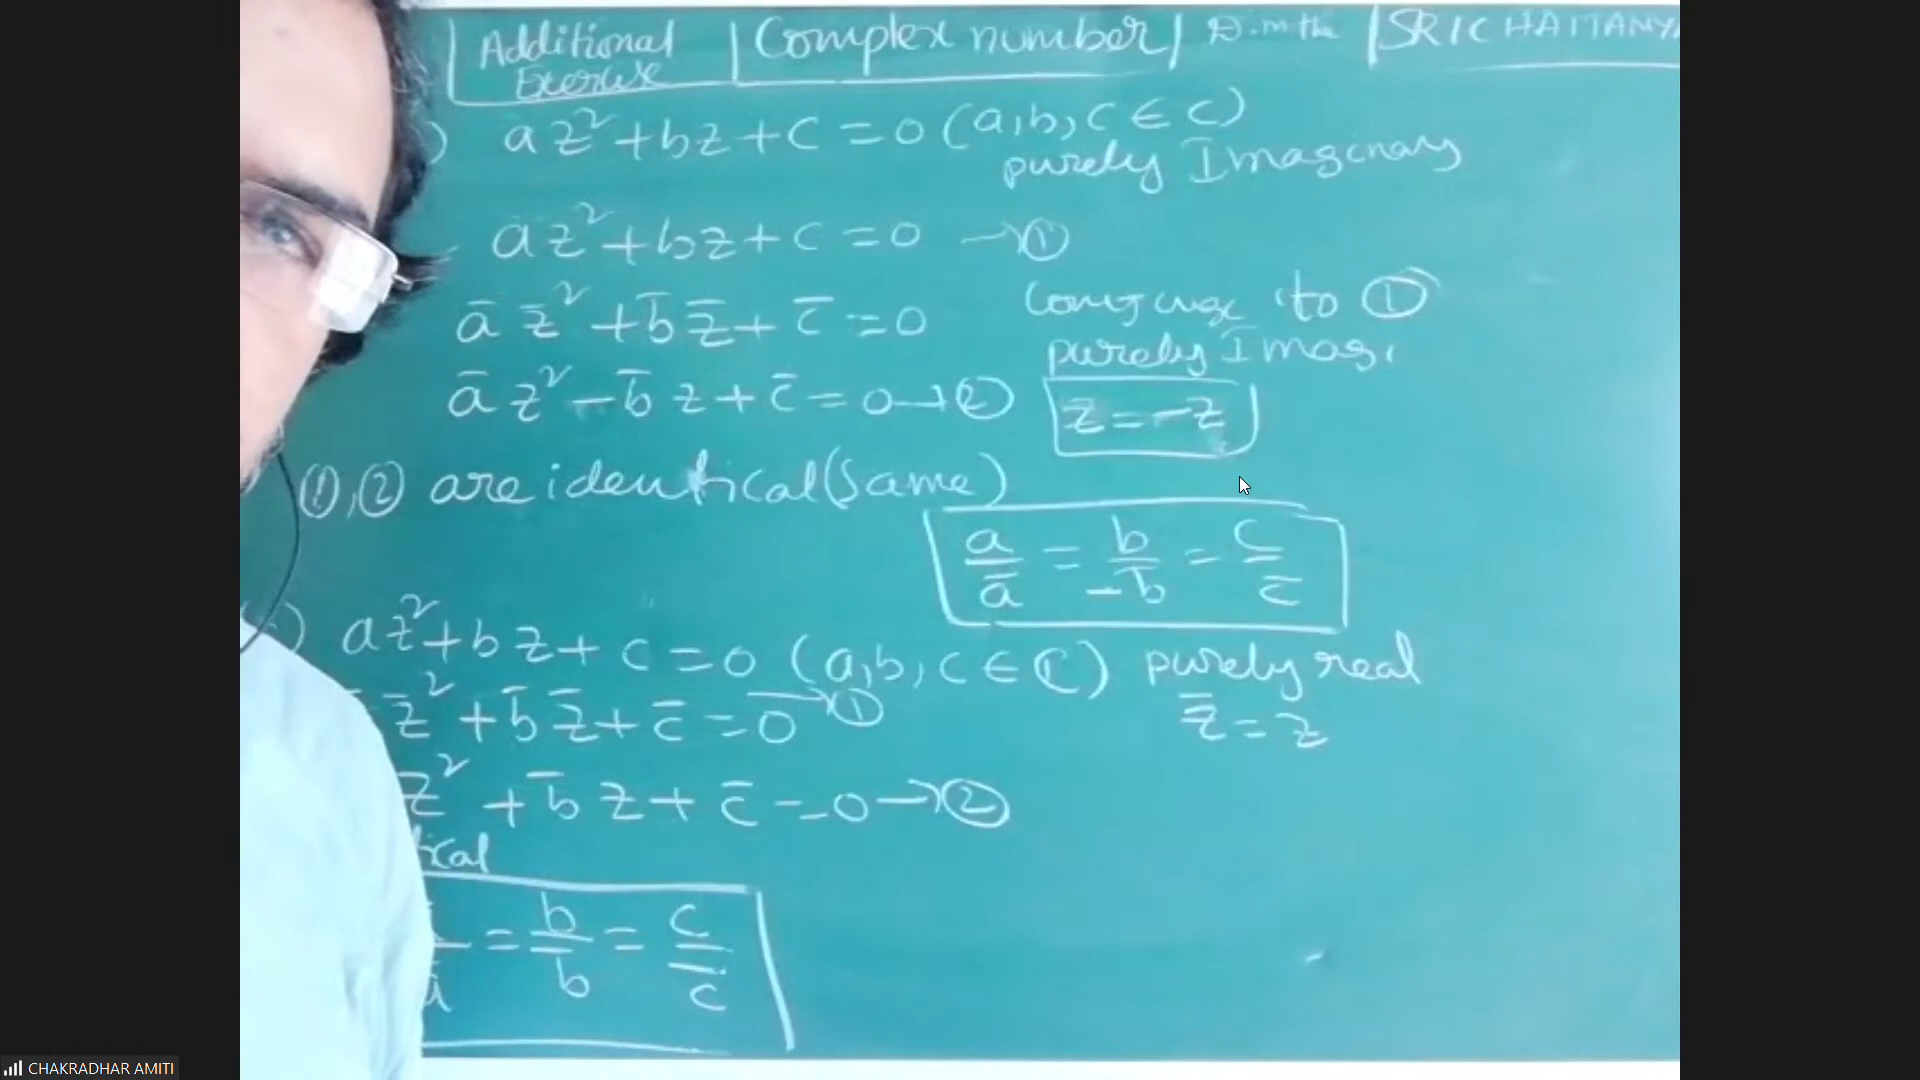 Additional Exercise | Complex number | D.m the | SRICHAITANYA
) az² + bz + c = 0 (a, b, c ∈ c)
purely Imaginary
az² + bz + c = 0 → ①
a̅ z̅² + b̅ z̅ + c̅ = 0
to ①
purely Imagi
a̅ z² - b̅ z + c̅ = 0 → ②
z̅ = -z
①, ② are identical (same)
a/a̅ = b/-b̅ = c/c̅
) az² + bz + c = 0 (a, b, c ∈ ℂ) purely real
z̅² + b̅ z̅ + c̅ = 0 → ①
z̅ = z
z² + b̅ z + c̅ = 0 → ②
tical
= b/b̅ = c/c̅
CHAKRADHAR AMITI